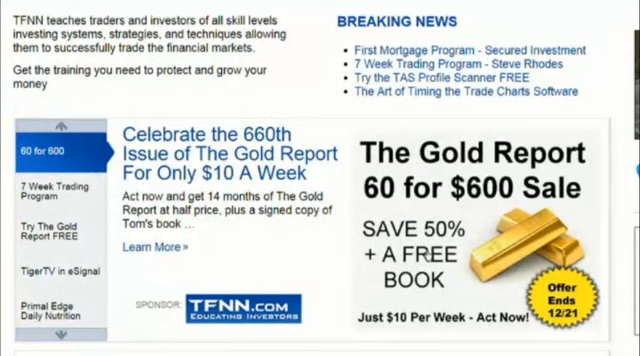 TFNN teaches traders and investors of all skill levels
investing systems, strategies, and techniques allowing
them to successfully trade the financial markets.
Get the training you need to protect and grow your
money
BREAKING NEWS
First Mortgage Program - Secured Investment
7 Week Trading Program - Steve Rhodes
Try the TAS Profile Scanner FREE
The Art of Timing the Trade Charts Software
60 for 600
7 Week Trading
Program
Try The Gold
Report FREE
TigerTV in eSignal
Primal Edge
Daily Nutrition
Celebrate the 660th
Issue of The Gold Report
For Only $10 A Week
Act now and get 14 months of The Gold
Report at half price, plus a signed copy of
Tom's book ...
Learn More »
SPONSOR:
TFNN.COM
EDUCATING INVESTORS
The Gold Report
60 for $600 Sale
SAVE 50%
+ A FREE
BOOK
Just $10 Per Week - Act Now!
Offer
Ends
12/21